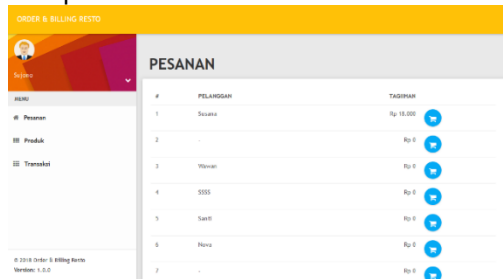 ORDER & BILLING RESTO
Sujono
MENU
Pesanan
Produk
Transaksi
© 2018 Order & Billing Resto
Version: 1.0.0
PESANAN
# PELANGGAN TAGIHAN
1 Susana Rp 10.000
2 . Rp 0
3 Wawan Rp 0
4 SSSS Rp 0
5 Santi Rp 0
6 Nova Rp 0
7 . Rp 0